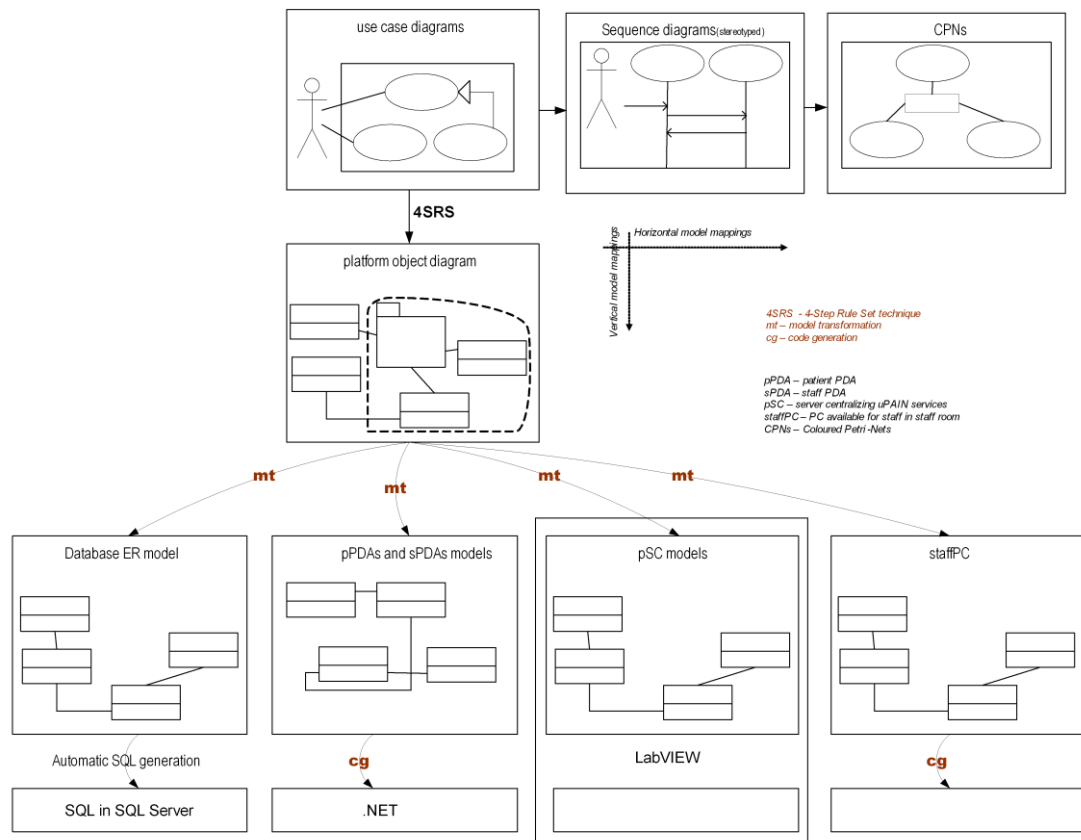 use case diagrams
Sequence diagrams(stereotyped)
CPNs
4SRS
platform object diagram
Vertical model mappings
Horizontal model mappings
4SRS - 4-Step Rule Set technique
mt – model transformation
cg – code generation
pPDA – patient PDA
sPDA – staff PDA
pSC – server centralizing uPAIN services
staffPC – PC available for staff in staff room
CPNs – Coloured Petri -Nets
mt
mt
mt
mt
Database ER model
pPDAs and sPDAs models
pSC models
staffPC
Automatic SQL generation
cg
LabVIEW
cg
SQL in SQL Server
.NET